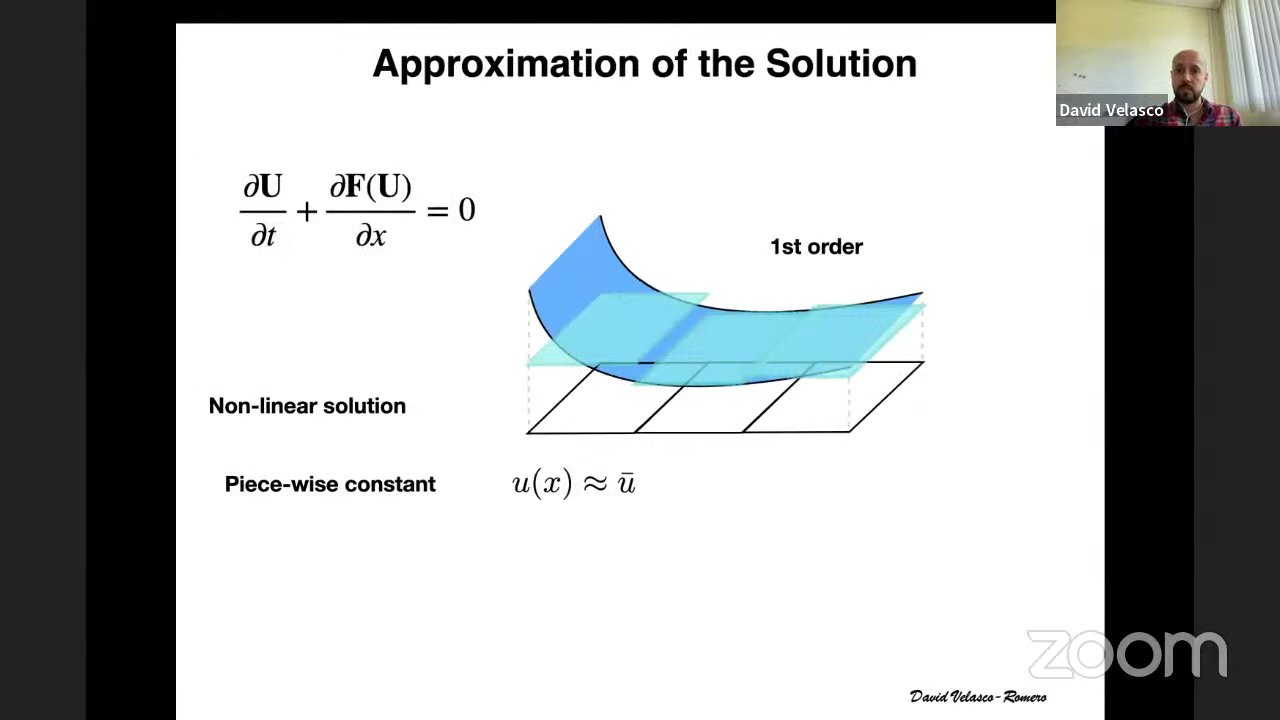 Approximation of the Solution
David Velasco
∂U/∂t + ∂F(U)/∂x = 0
1st order
Non-linear solution
Piece-wise constant
u(x) ≈ ū
zoom
David Velasco-Romero